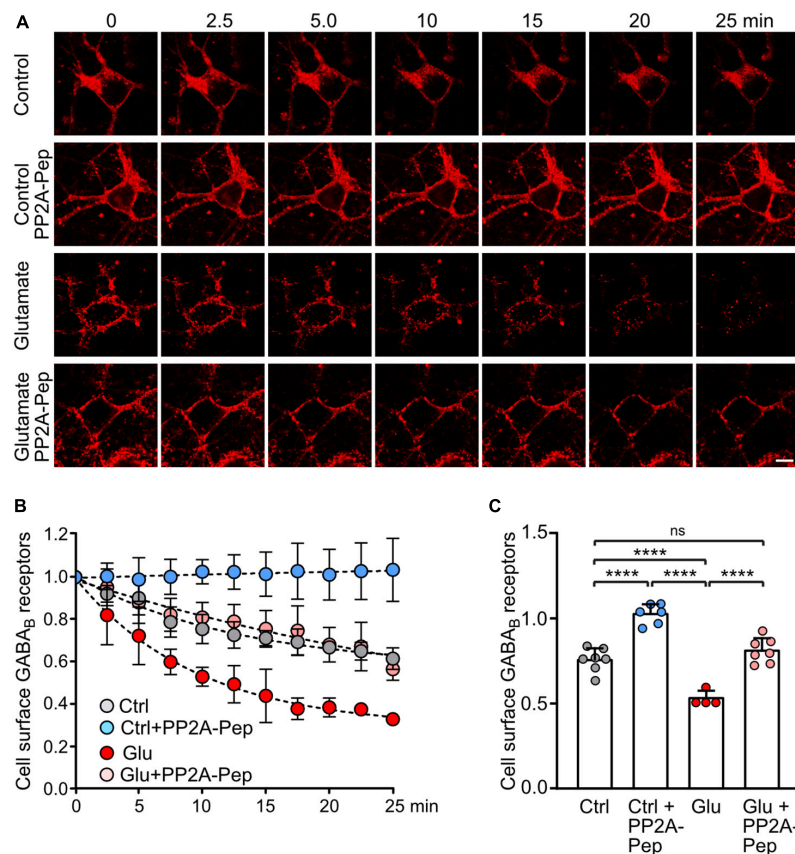 A
0 2.5 5.0 10 15 20 25 min
Control
Control
PP2A-Pep
Glutamate
Glutamate
PP2A-Pep
B
Cell surface GABA_B receptors
1.2
1.0
0.8
0.6
0.4
0.2
0.0
Ctrl
Ctrl+PP2A-Pep
Glu
Glu+PP2A-Pep
0 5 10 15 20 25 min
C
Cell surface GABA_B receptors
1.5
1.0
0.5
0.0
ns
****
**** **** ****
Ctrl
Ctrl +
PP2A-
Pep
Glu
Glu +
PP2A-
Pep